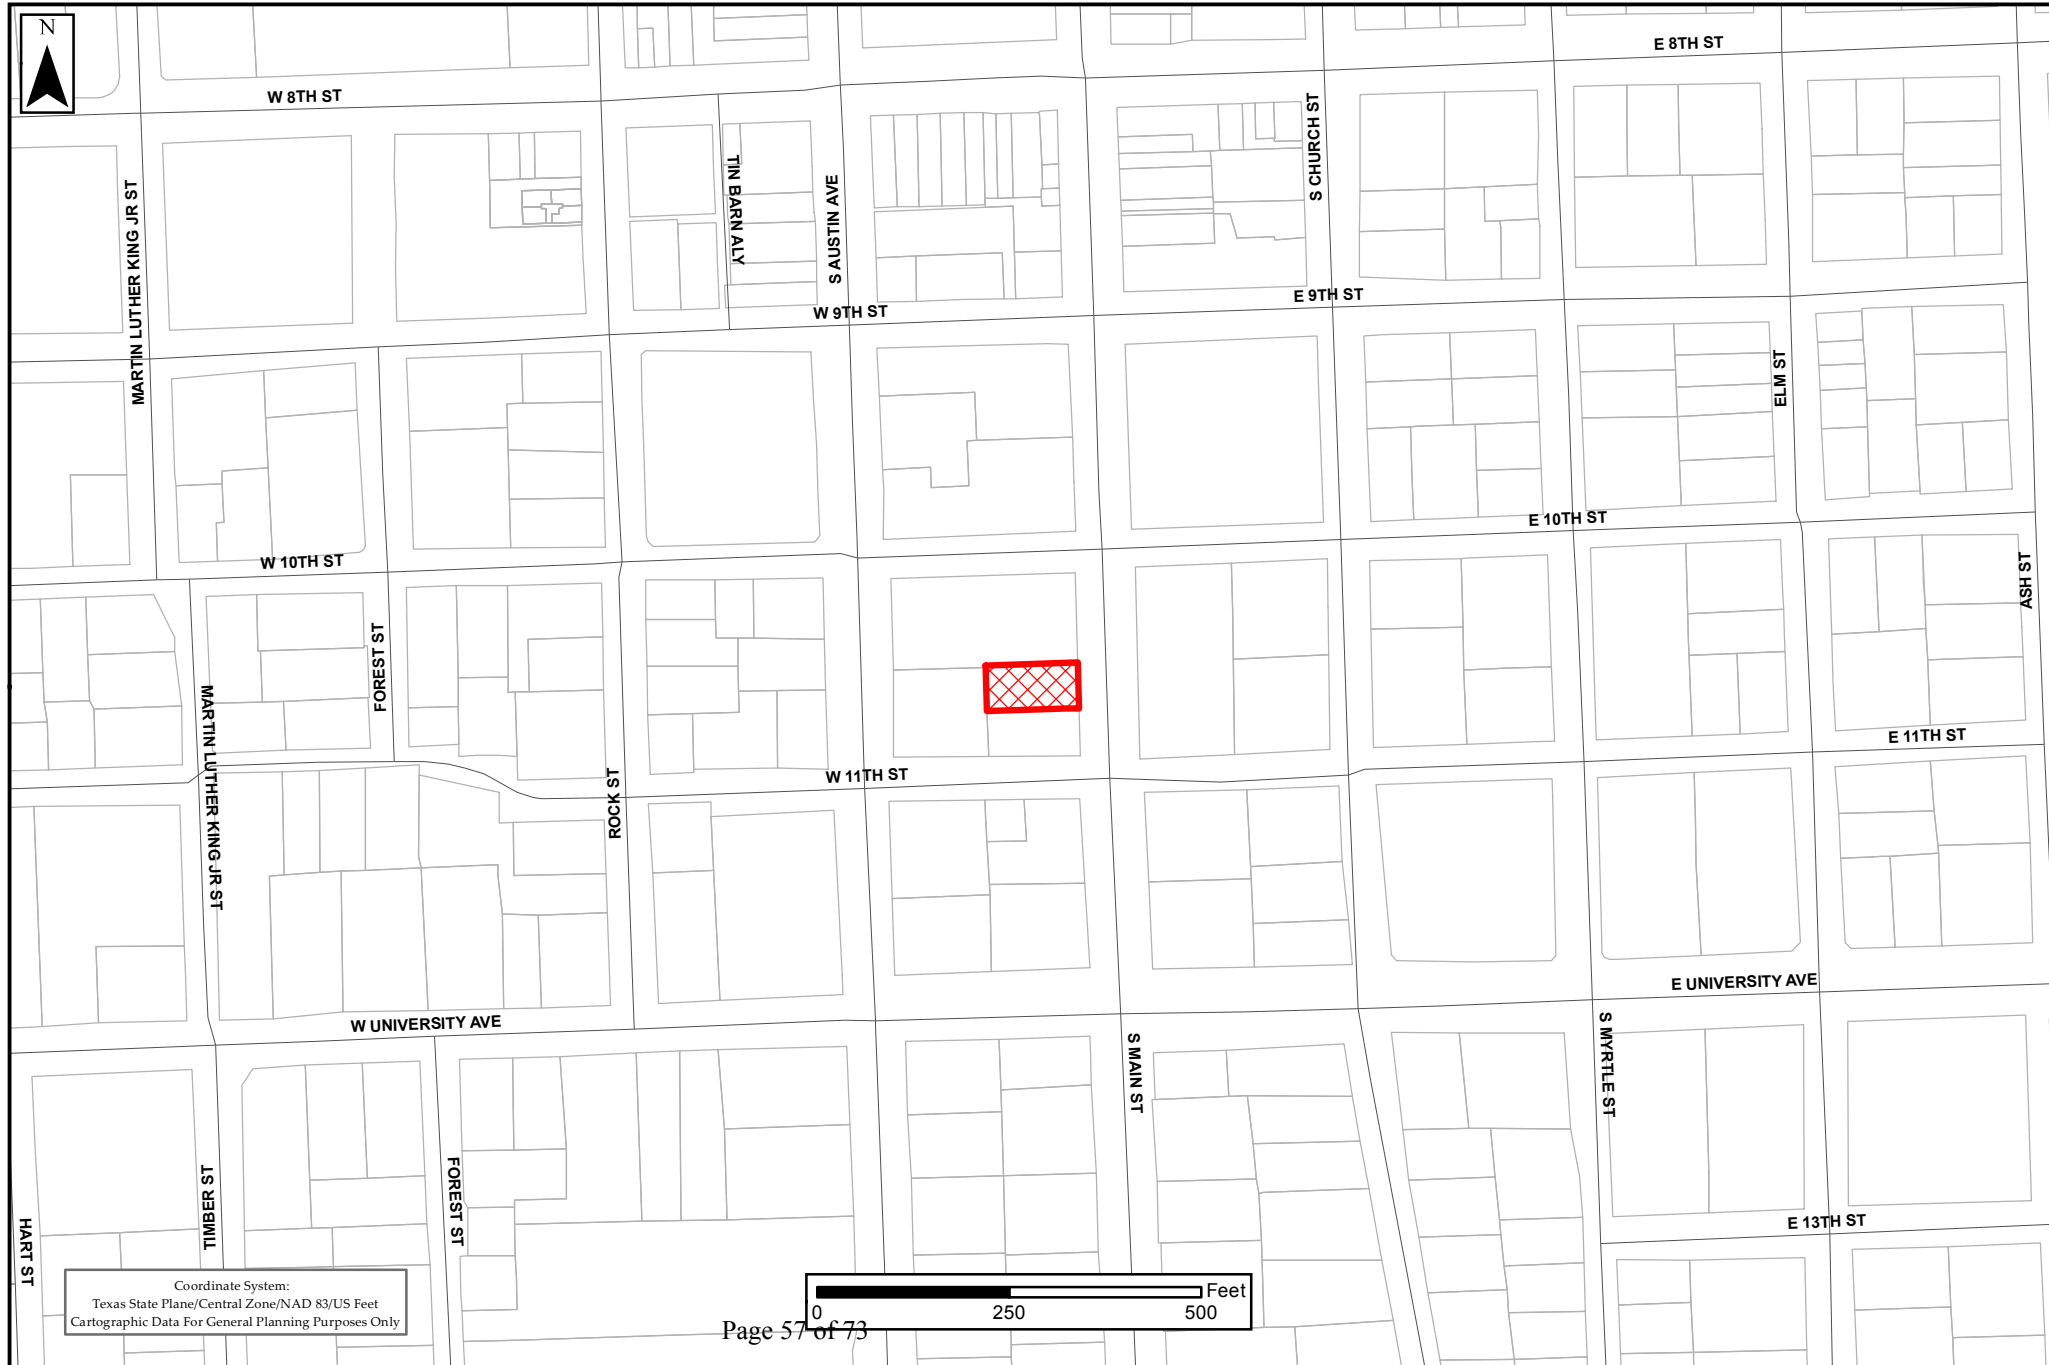 N
E 8TH ST
W 8TH ST
S CHURCH ST
TIN BARN ALY
S AUSTIN AVE
MARTIN LUTHER KING JR ST
E 9TH ST
W 9TH ST
ELM ST
E 10TH ST
W 10TH ST
ASH ST
FOREST ST
MARTIN LUTHER KING JR ST
E 11TH ST
W 11TH ST
ROCK ST
E UNIVERSITY AVE
W UNIVERSITY AVE
S MAIN ST
S MYRTLE ST
FOREST ST
TIMBER ST
HART ST
E 13TH ST
Coordinate System:
Texas State Plane/Central Zone/NAD 83/US Feet
Cartographic Data For General Planning Purposes Only
Feet
0 250 500
Page 57 of 73